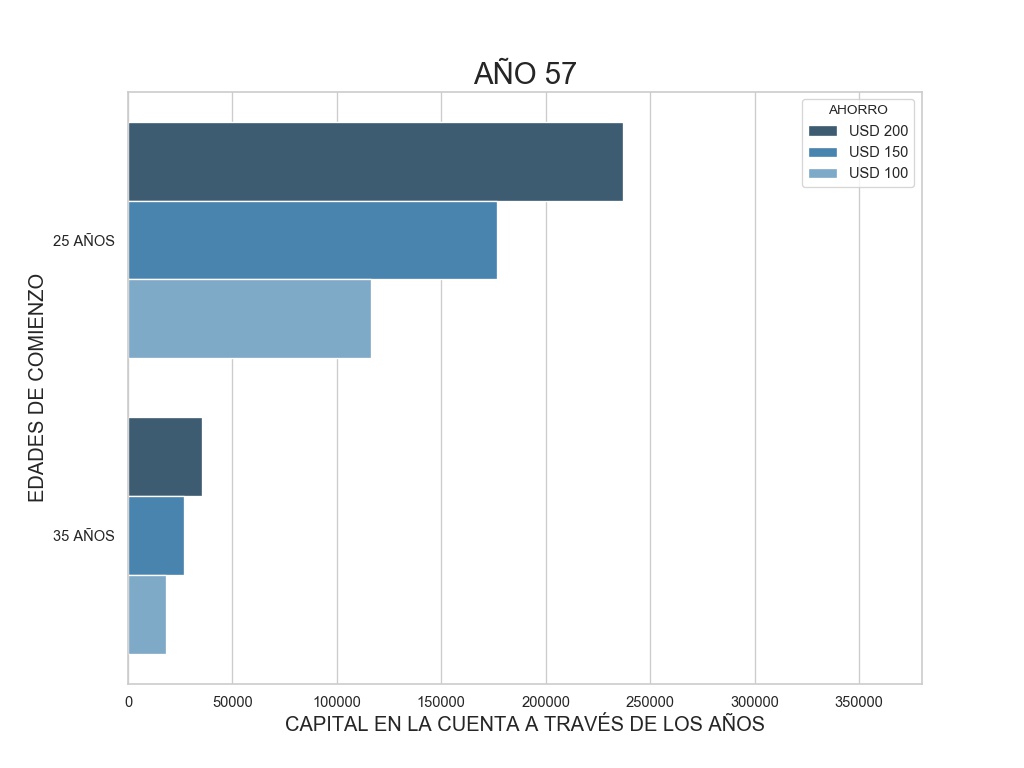 AÑO 57
AHORRO
USD 200
USD 150
USD 100
EDADES DE COMIENZO
25 AÑOS
35 AÑOS
0 50000 100000 150000 200000 250000 300000 350000
CAPITAL EN LA CUENTA A TRAVÉS DE LOS AÑOS